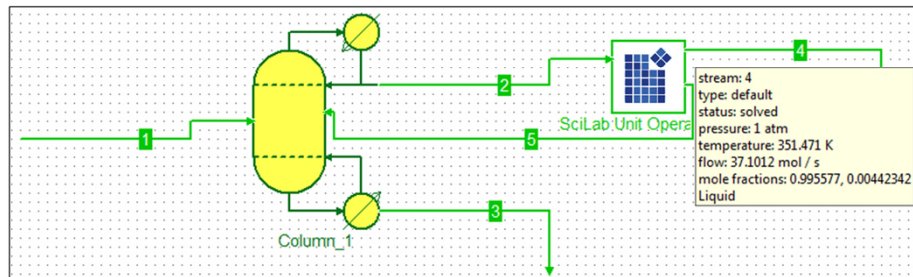 4
2
stream: 4
type: default
status: solved
SciLab Unit Opera
pressure: 1 atm
1
5
temperature: 351.471 K
flow: 37.1012 mol / s
mole fractions: 0.995577, 0.00442342
Liquid
3
Column_1